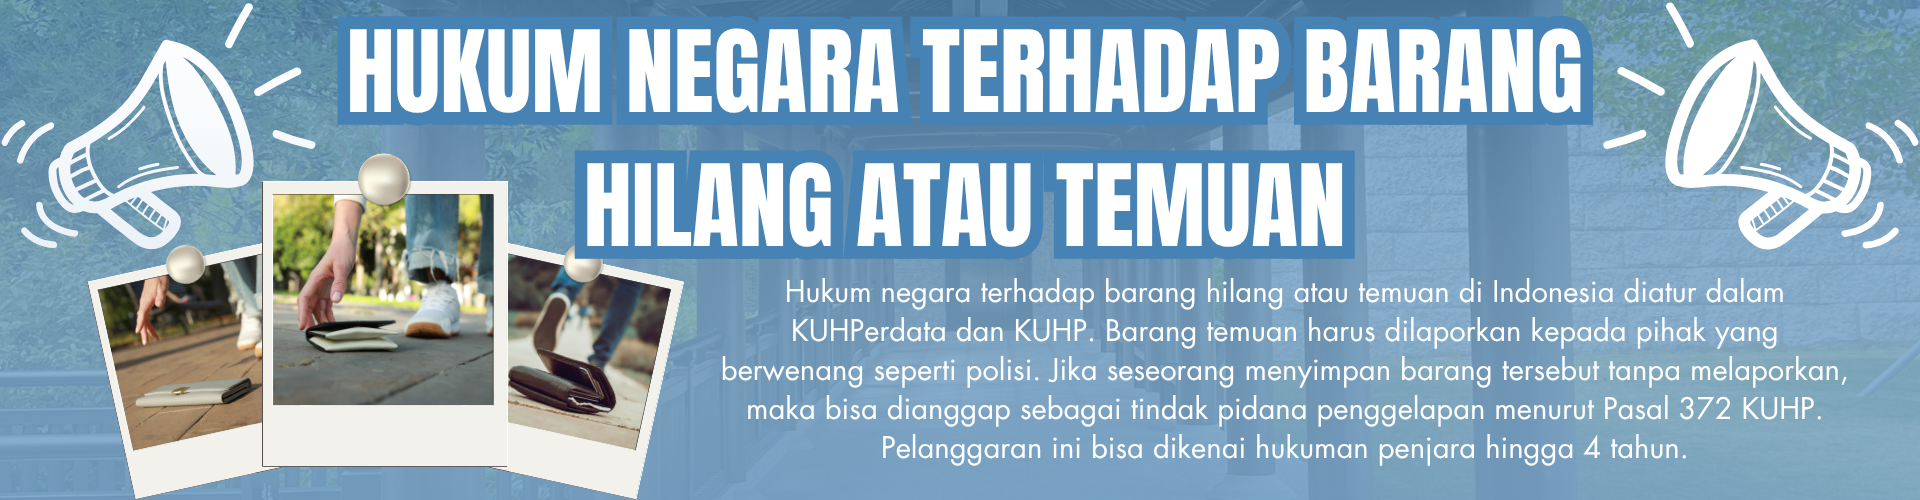 HUKUM NEGARA TERHADAP BARANG
HILANG ATAU TEMUAN
Hukum negara terhadap barang hilang atau temuan di Indonesia diatur dalam
KUHPerdata dan KUHP. Barang temuan harus dilaporkan kepada pihak yang
berwenang seperti polisi. Jika seseorang menyimpan barang tersebut tanpa melaporkan,
maka bisa dianggap sebagai tindak pidana penggelapan menurut Pasal 372 KUHP.
Pelanggaran ini bisa dikenai hukuman penjara hingga 4 tahun.